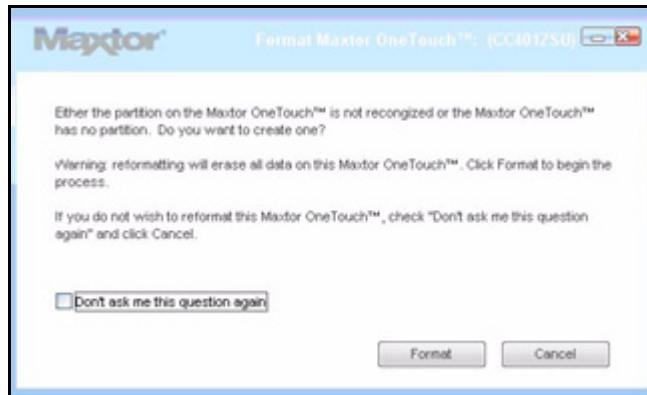 Maxtor
Format Maxtor OneTouch™: (CC4012SU)
Either the partition on the Maxtor OneTouch™ is not recongized or the Maxtor OneTouch™
has no partition. Do you want to create one?
Warning: reformatting will erase all data on this Maxtor OneTouch™. Click Format to begin the
process.
If you do not wish to reformat this Maxtor OneTouch™, check "Don't ask me this question
again" and click Cancel.
Don't ask me this question again
Format
Cancel